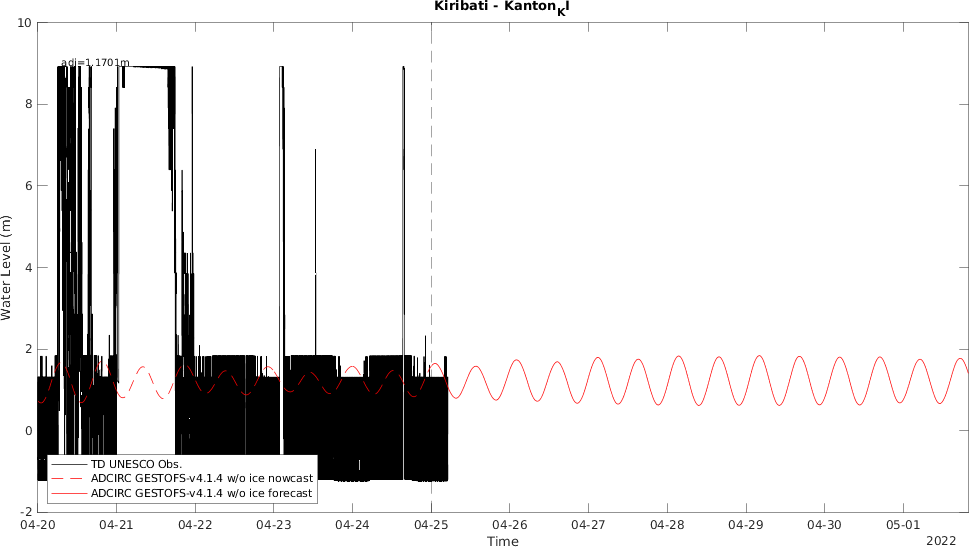 Kiribati - Kanton_KI
10
8
6
4
2
0
-2
Water Level (m)
adj=1.1701m
TD UNESCO Obs.
ADCIRC GESTOFS-v4.1.4 w/o ice nowcast
ADCIRC GESTOFS-v4.1.4 w/o ice forecast
04-20 04-21 04-22 04-23 04-24 04-25 04-26 04-27 04-28 04-29 04-30 05-01
Time
2022